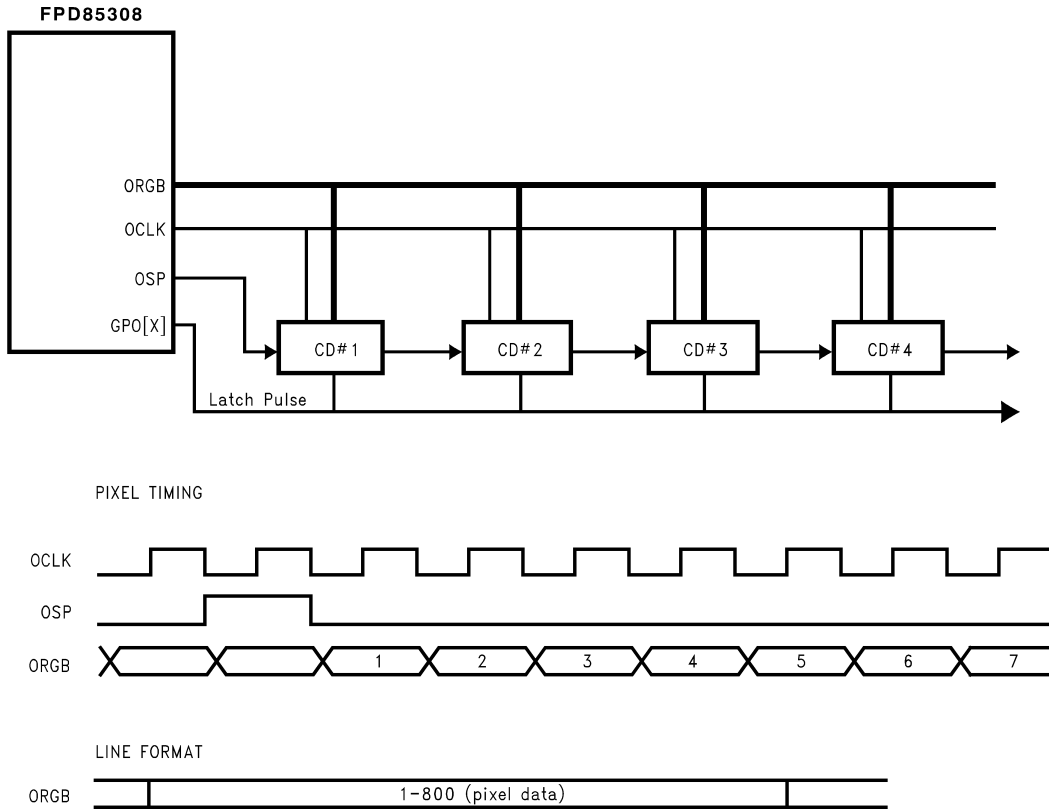 FPD85308
ORGB
OCLK
OSP
GPO[X]
CD#1 CD#2 CD#3 CD#4
Latch Pulse
PIXEL TIMING
OCLK
OSP
ORGB 1 2 3 4 5 6 7
LINE FORMAT
ORGB 1-800 (pixel data)